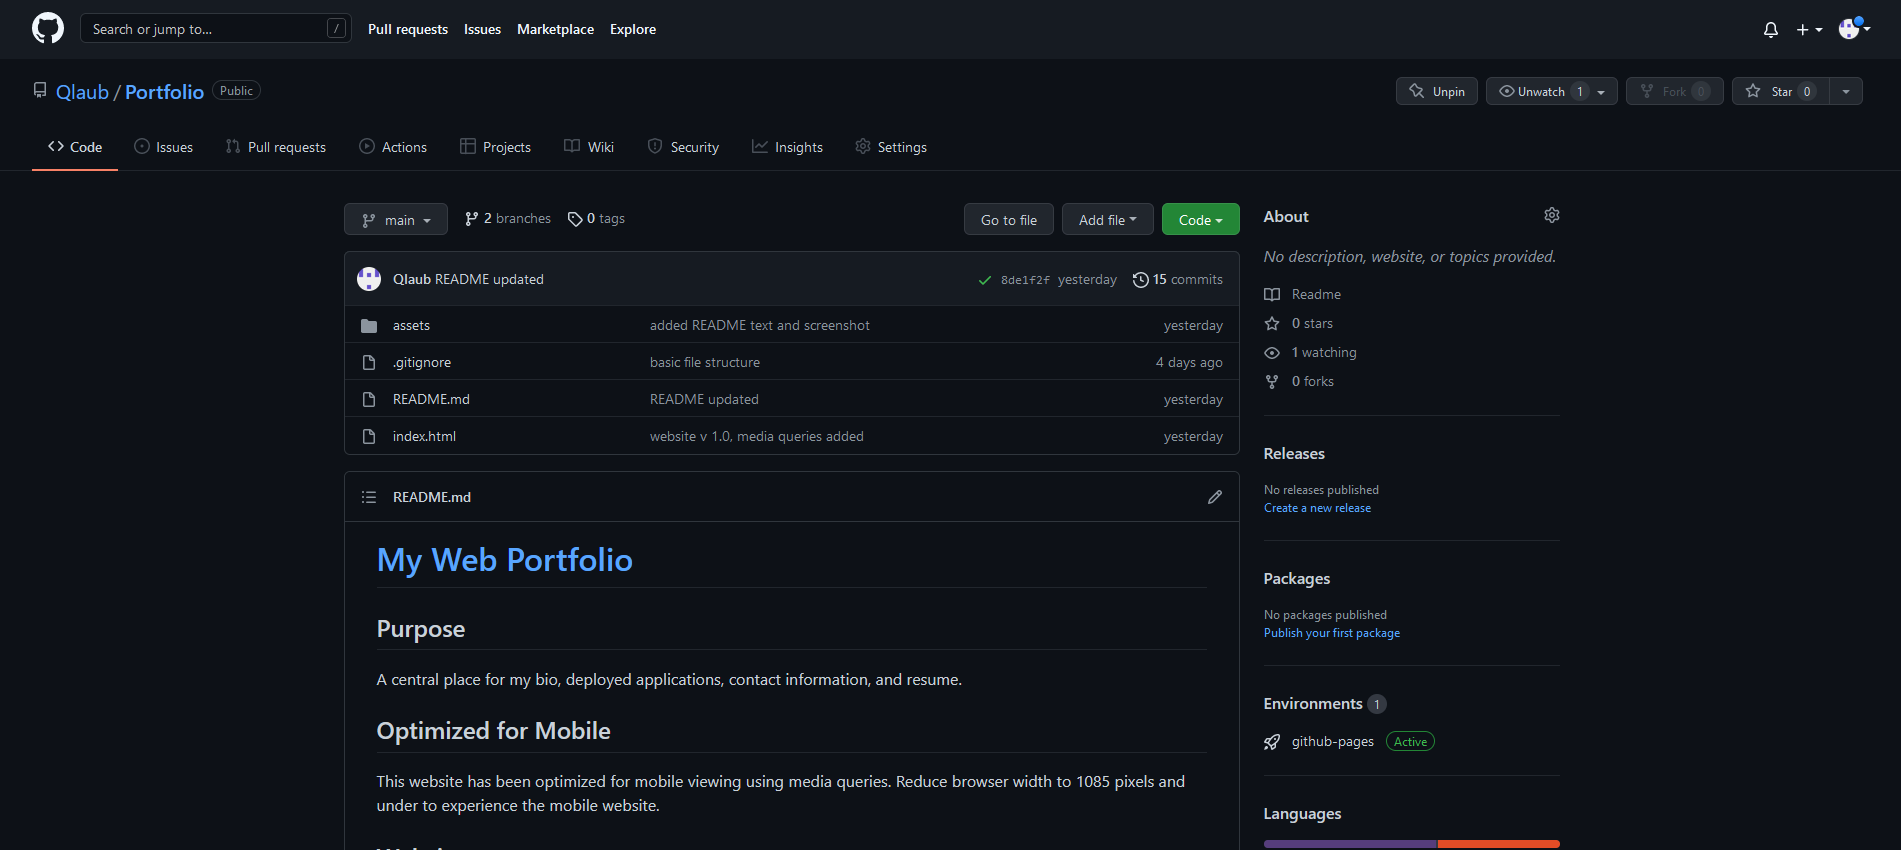 Search or jump to... /
Pull requests Issues Marketplace Explore
Qlaub / Portfolio Public
Unpin Unwatch 1 Fork 0 Star 0
Code Issues Pull requests Actions Projects Wiki Security Insights Settings
main 2 branches 0 tags
Go to file Add file Code
Qlaub README updated 8de1f2f yesterday 15 commits
assets added README text and screenshot yesterday
.gitignore basic file structure 4 days ago
README.md README updated yesterday
index.html website v 1.0, media queries added yesterday
README.md
My Web Portfolio
Purpose
A central place for my bio, deployed applications, contact information, and resume.
Optimized for Mobile
This website has been optimized for mobile viewing using media queries. Reduce browser width to 1085 pixels and
under to experience the mobile website.
About
No description, website, or topics provided.
Readme
0 stars
1 watching
0 forks
Releases
No releases published
Create a new release
Packages
No packages published
Publish your first package
Environments 1
github-pages Active
Languages